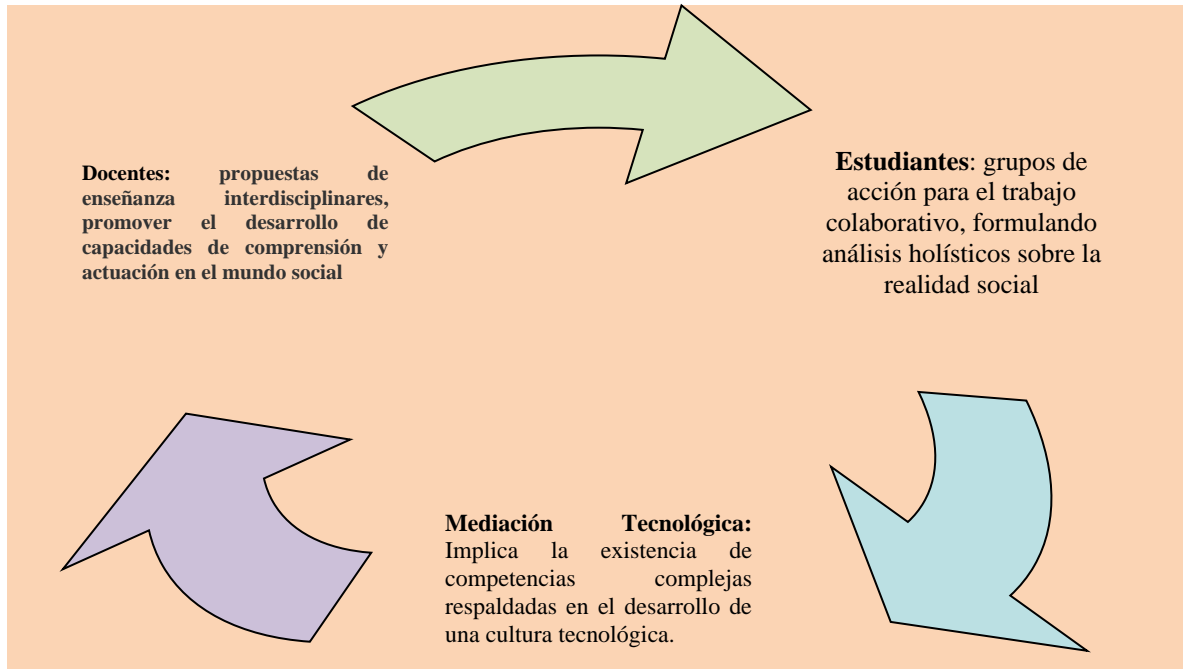 Docentes: propuestas de
enseñanza interdisciplinares,
promover el desarrollo de
capacidades de comprensión y
actuación en el mundo social
Estudiantes: grupos de
acción para el trabajo
colaborativo, formulando
análisis holísticos sobre la
realidad social
Mediación Tecnológica:
Implica la existencia de
competencias complejas
respaldadas en el desarrollo de
una cultura tecnológica.